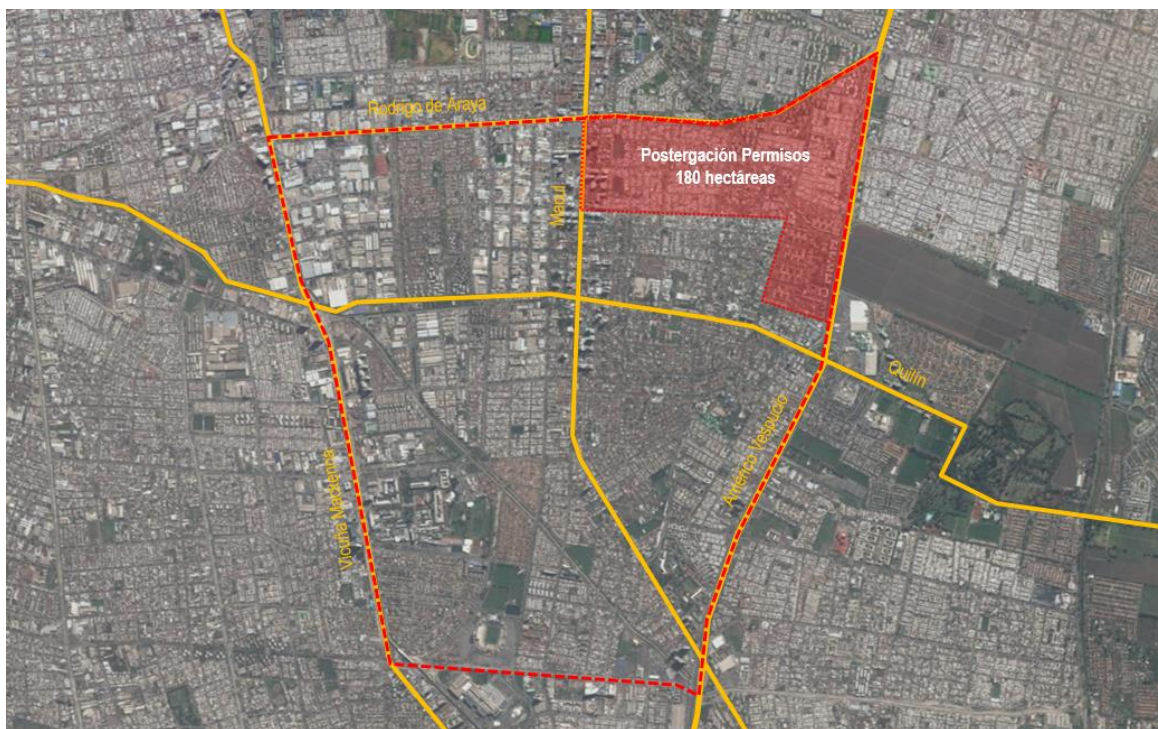 Rodrigo de Araya
Postergación Permisos
180 hectáreas
Macul
Quilín
Américo Vespucio
Vicuña Mackenna